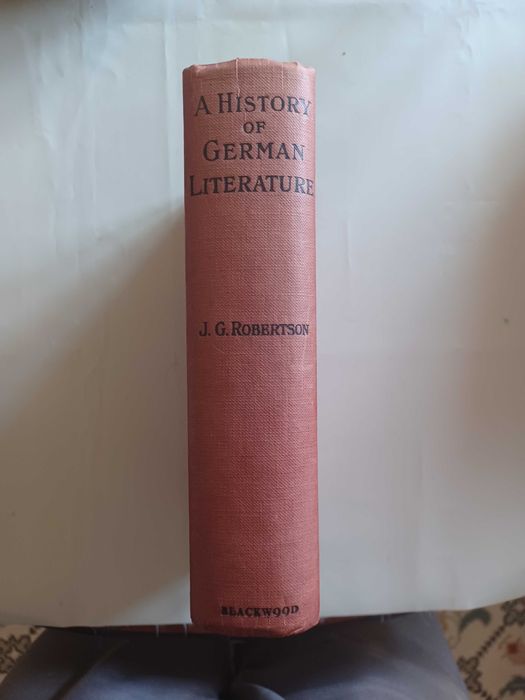 A HISTORY
OF
GERMAN
LITERATURE
J. G. ROBERTSON
BLACKWOOD